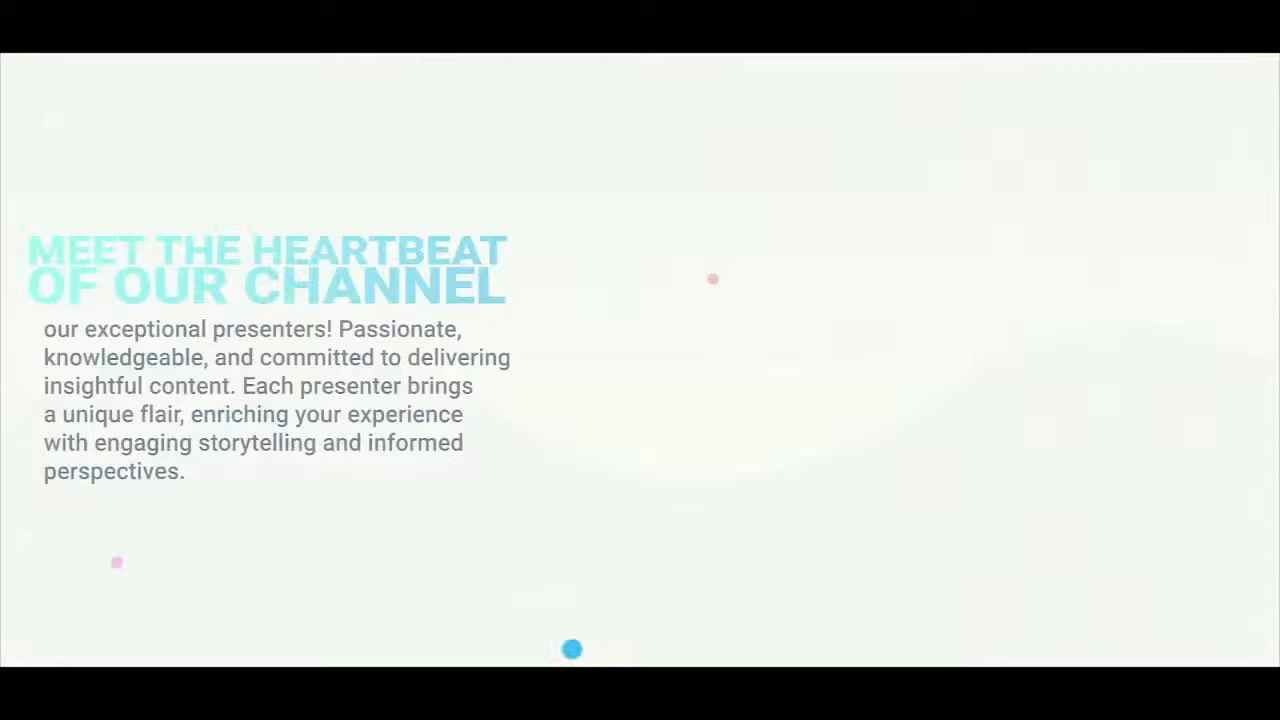 MEET THE HEARTBEAT
OF OUR CHANNEL
our exceptional presenters! Passionate,
knowledgeable, and committed to delivering
insightful content. Each presenter brings
a unique flair, enriching your experience
with engaging storytelling and informed
perspectives.